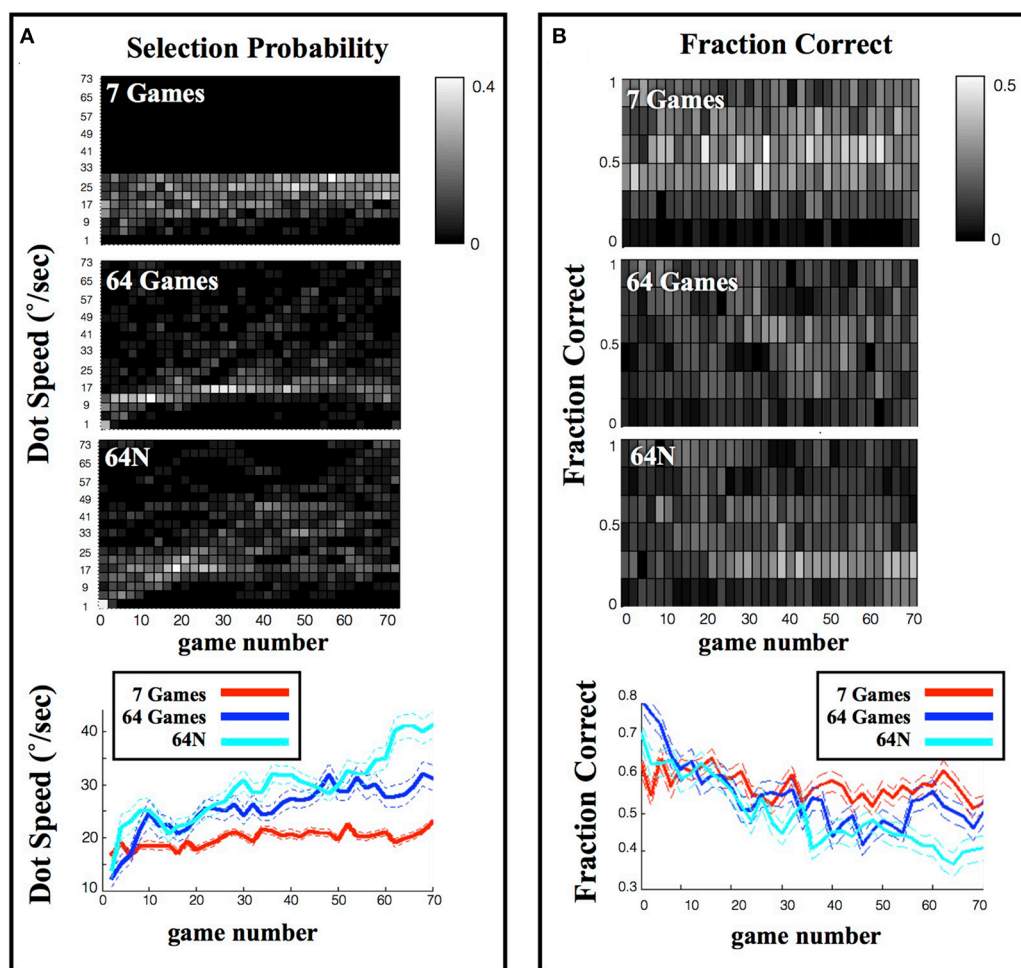 A
Selection Probability
7 Games
73
65
57
49
41
33
25
17
9
1
0.4
0
64 Games
73
65
57
49
41
33
25
17
9
1
Dot Speed (˚/sec)
64N
73
65
57
49
41
33
25
17
9
1
0 10 20 30 40 50 60 70
game number
7 Games
64 Games
64N
Dot Speed (˚/sec)
40
30
20
10
0 10 20 30 40 50 60 70
game number
B
Fraction Correct
7 Games
1
0.5
0
0.5
0
64 Games
1
0.5
0
Fraction Correct
64N
1
0.5
0
0 10 20 30 40 50 60 70
game number
7 Games
64 Games
64N
Fraction Correct
0.8
0.7
0.6
0.5
0.4
0.3
0 10 20 30 40 50 60 70
game number